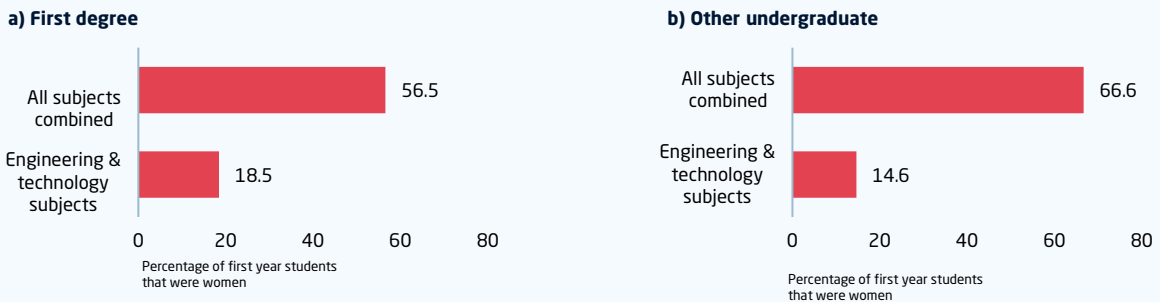 a) First degree
All subjects
combined
56.5
Engineering &
technology
subjects
18.5
0 20 40 60 80
Percentage of first year students
that were women
b) Other undergraduate
All subjects
combined
66.6
Engineering &
technology
subjects
14.6
0 20 40 60 80
Percentage of first year students
that were women